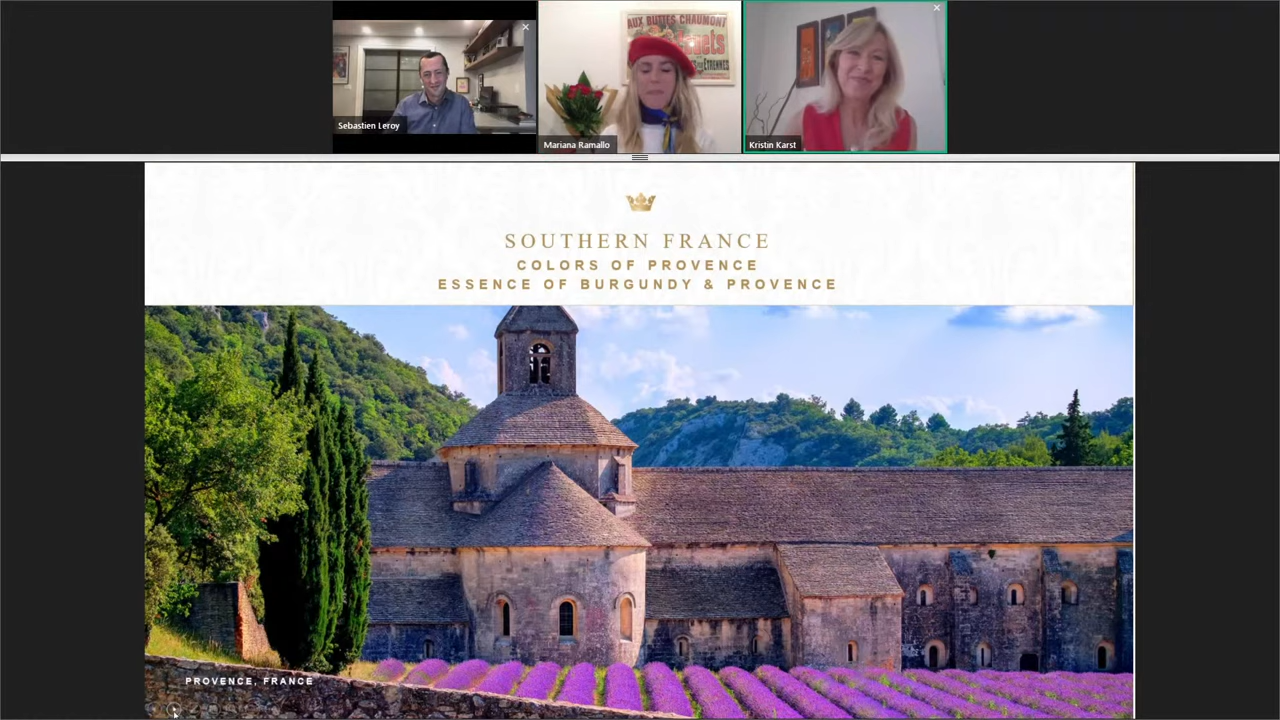 AUX BUTTES CHAUMONT
Sebastien Leroy
Mariana Ramallo
Kristin Karst
SOUTHERN FRANCE
COLORS OF PROVENCE
ESSENCE OF BURGUNDY & PROVENCE
PROVENCE, FRANCE